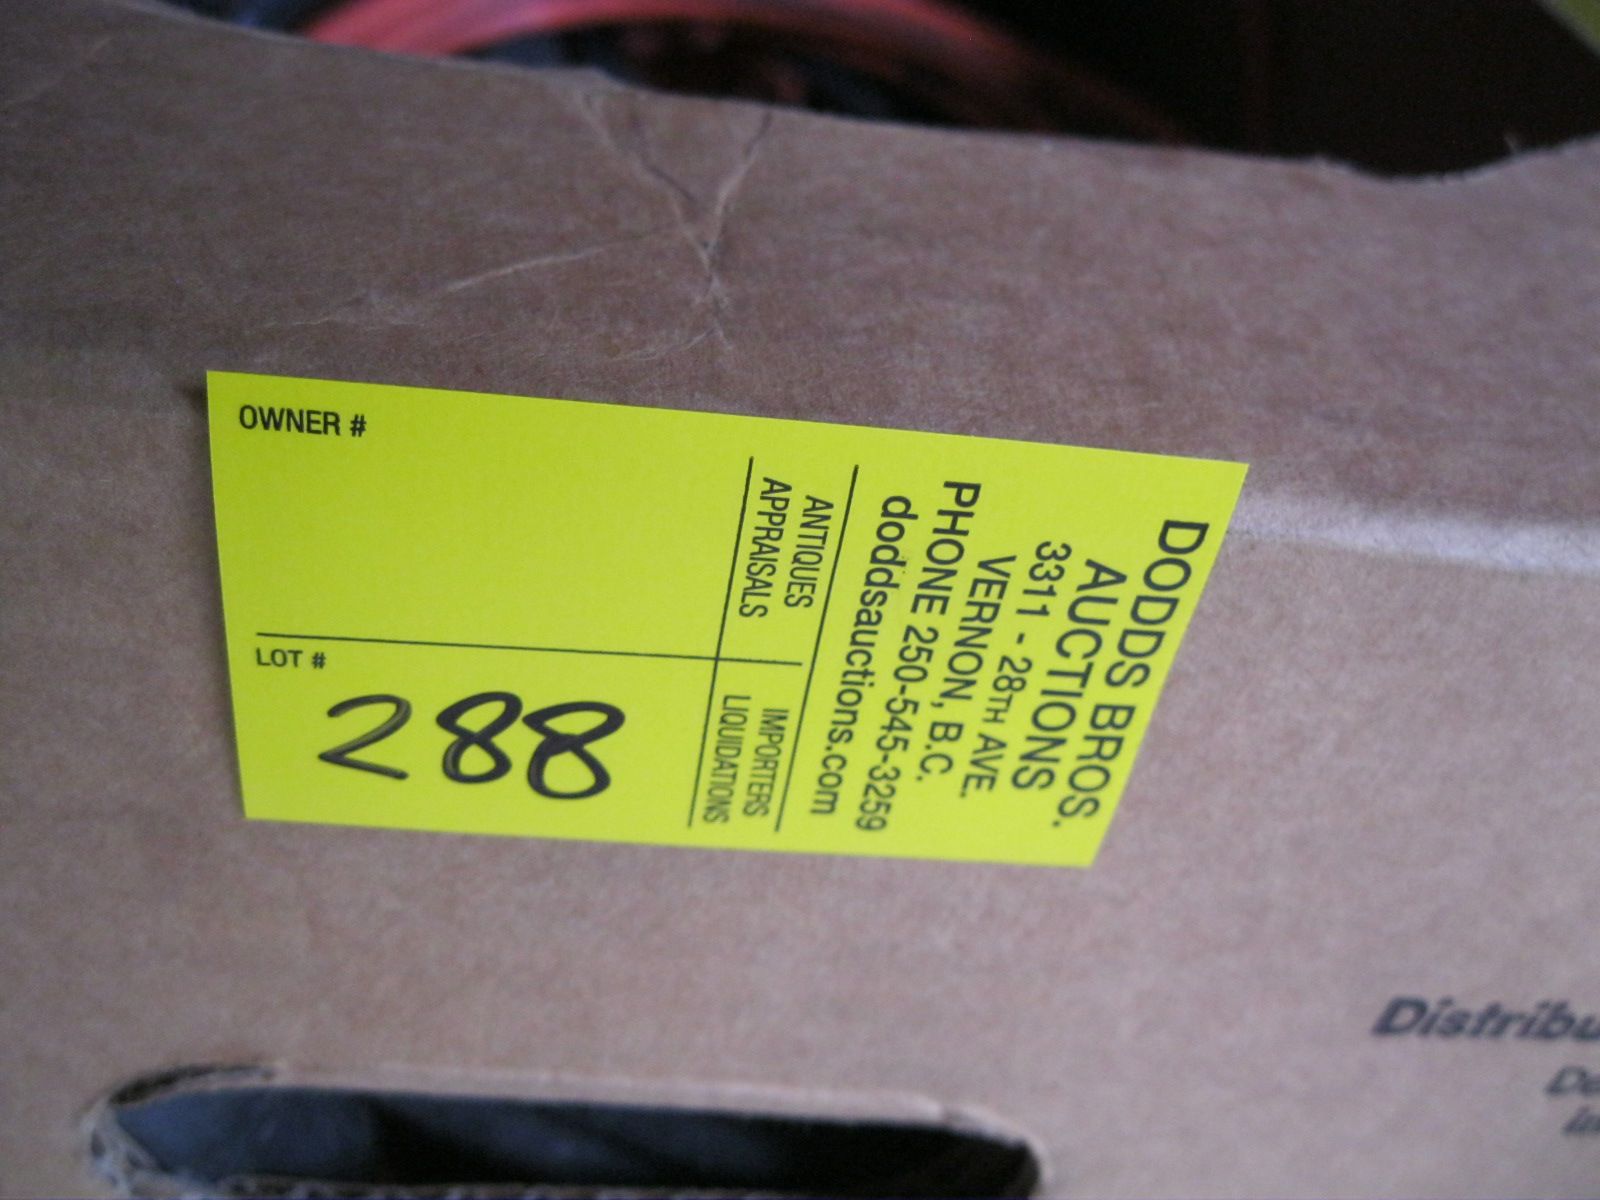 DODDS BROS.
AUCTIONS
3311 - 28TH AVE.
VERNON, B.C.
PHONE 250-545-3259
doddsauctions.com
ANTIQUES
APPRAISALS
IMPORTERS
LIQUIDATIONS
OWNER #
LOT #
288